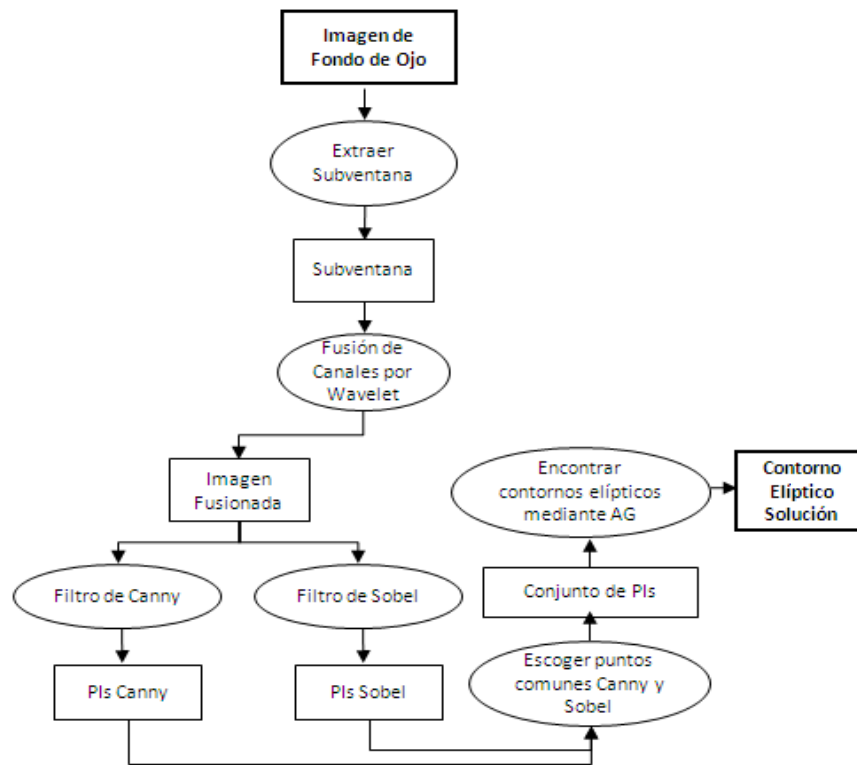 Imagen de
Fondo de Ojo
Extraer
Subventana
Subventana
Fusión de
Canales por
Wavelet
Imagen
Fusionada
Filtro de Canny
Filtro de Sobel
PIs Canny
PIs Sobel
Escoger puntos
comunes Canny y
Sobel
Conjunto de PIs
Encontrar
contornos elípticos
mediante AG
Contorno
Elíptico
Solución